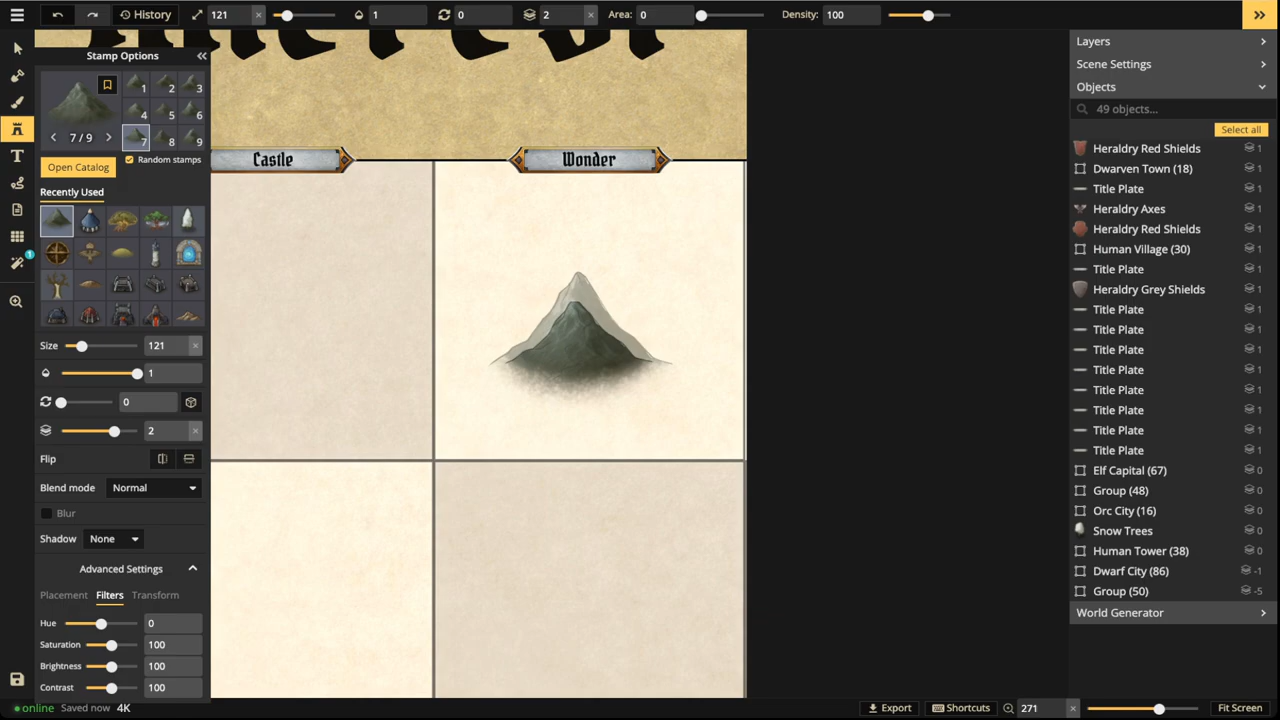 History
121
×
1
0
2
×
Area: 0
Density: 100
Stamp Options
1
2
3
4
5
6
7 / 9
7
8
9
Open Catalog
Random stamps
Recently Used
1
Size
121
×
1
0
2
×
Flip
Blend mode
Normal
Blur
Shadow
None
Advanced Settings
Placement
Filters
Transform
Hue
0
Saturation
100
Brightness
100
Contrast
100
online
Saved now
4K
Castle
Wonder
Layers
Scene Settings
Objects
49 objects...
Select all
Heraldry Red Shields 1
Dwarven Town (18) 1
Title Plate 1
Heraldry Axes 1
Heraldry Red Shields 1
Human Village (30) 1
Title Plate 1
Heraldry Grey Shields 1
Title Plate 1
Title Plate 1
Title Plate 1
Title Plate 1
Title Plate 1
Title Plate 1
Title Plate 1
Title Plate 1
Elf Capital (67) 0
Group (48) 0
Orc City (16) 0
Snow Trees 0
Human Tower (38) 0
Dwarf City (86) -1
Group (50) -5
World Generator
Export
Shortcuts
271
×
Fit Screen